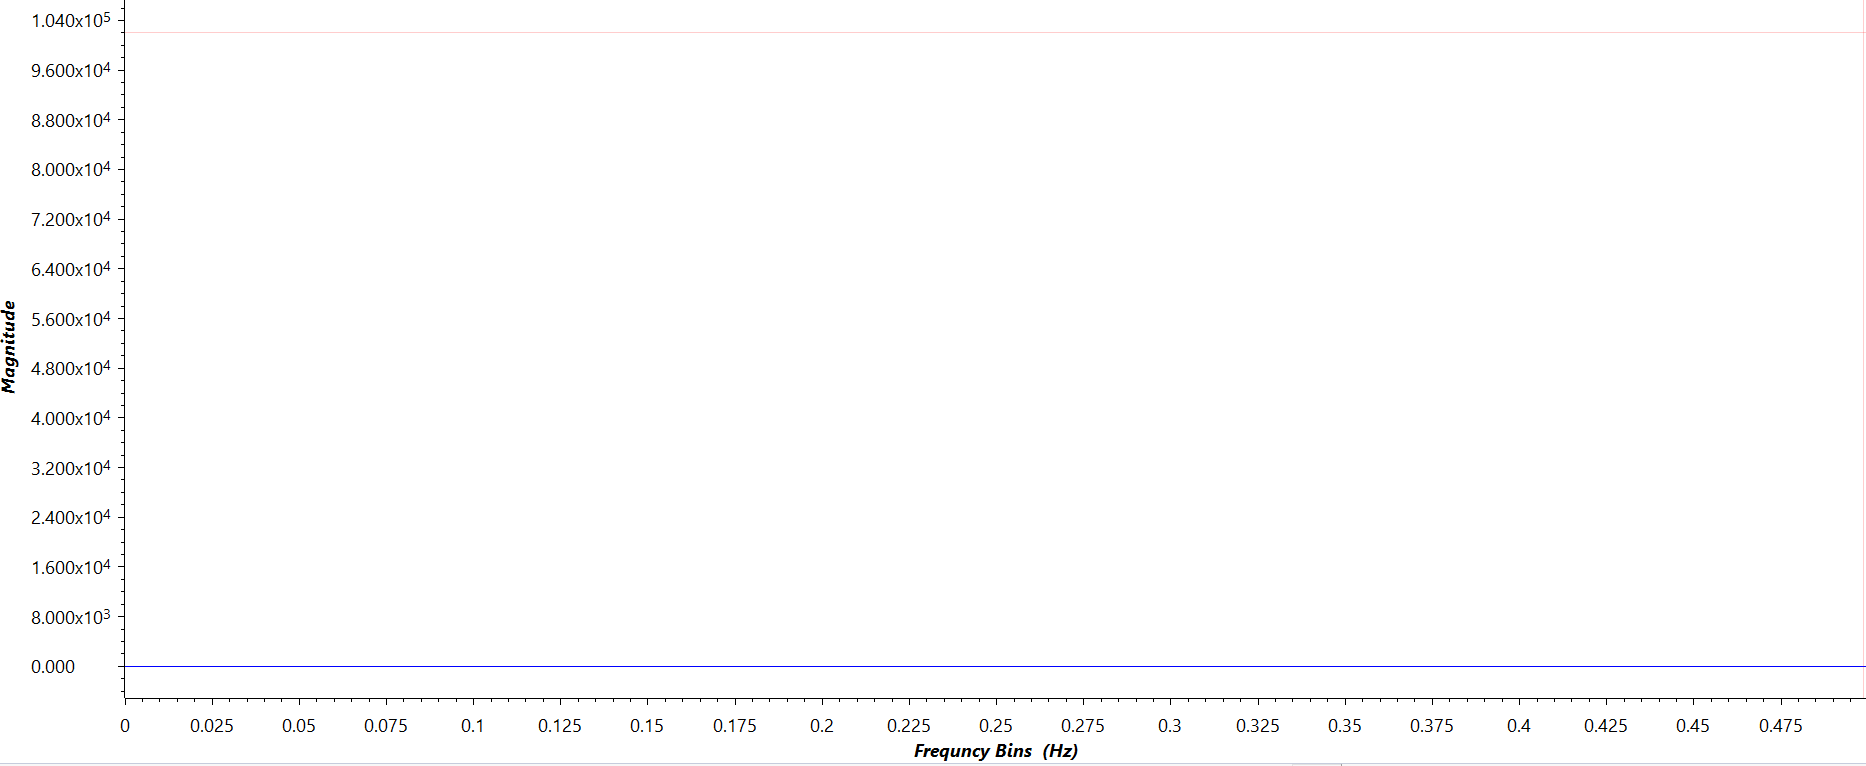 1.040x10⁵
9.600x10⁴
8.800x10⁴
8.000x10⁴
7.200x10⁴
6.400x10⁴
5.600x10⁴
4.800x10⁴
4.000x10⁴
3.200x10⁴
2.400x10⁴
1.600x10⁴
8.000x10³
0.000
Magnitude
0 0.025 0.05 0.075 0.1 0.125 0.15 0.175 0.2 0.225 0.25 0.275 0.3 0.325 0.35 0.375 0.4 0.425 0.45 0.475
Frequncy Bins (Hz)